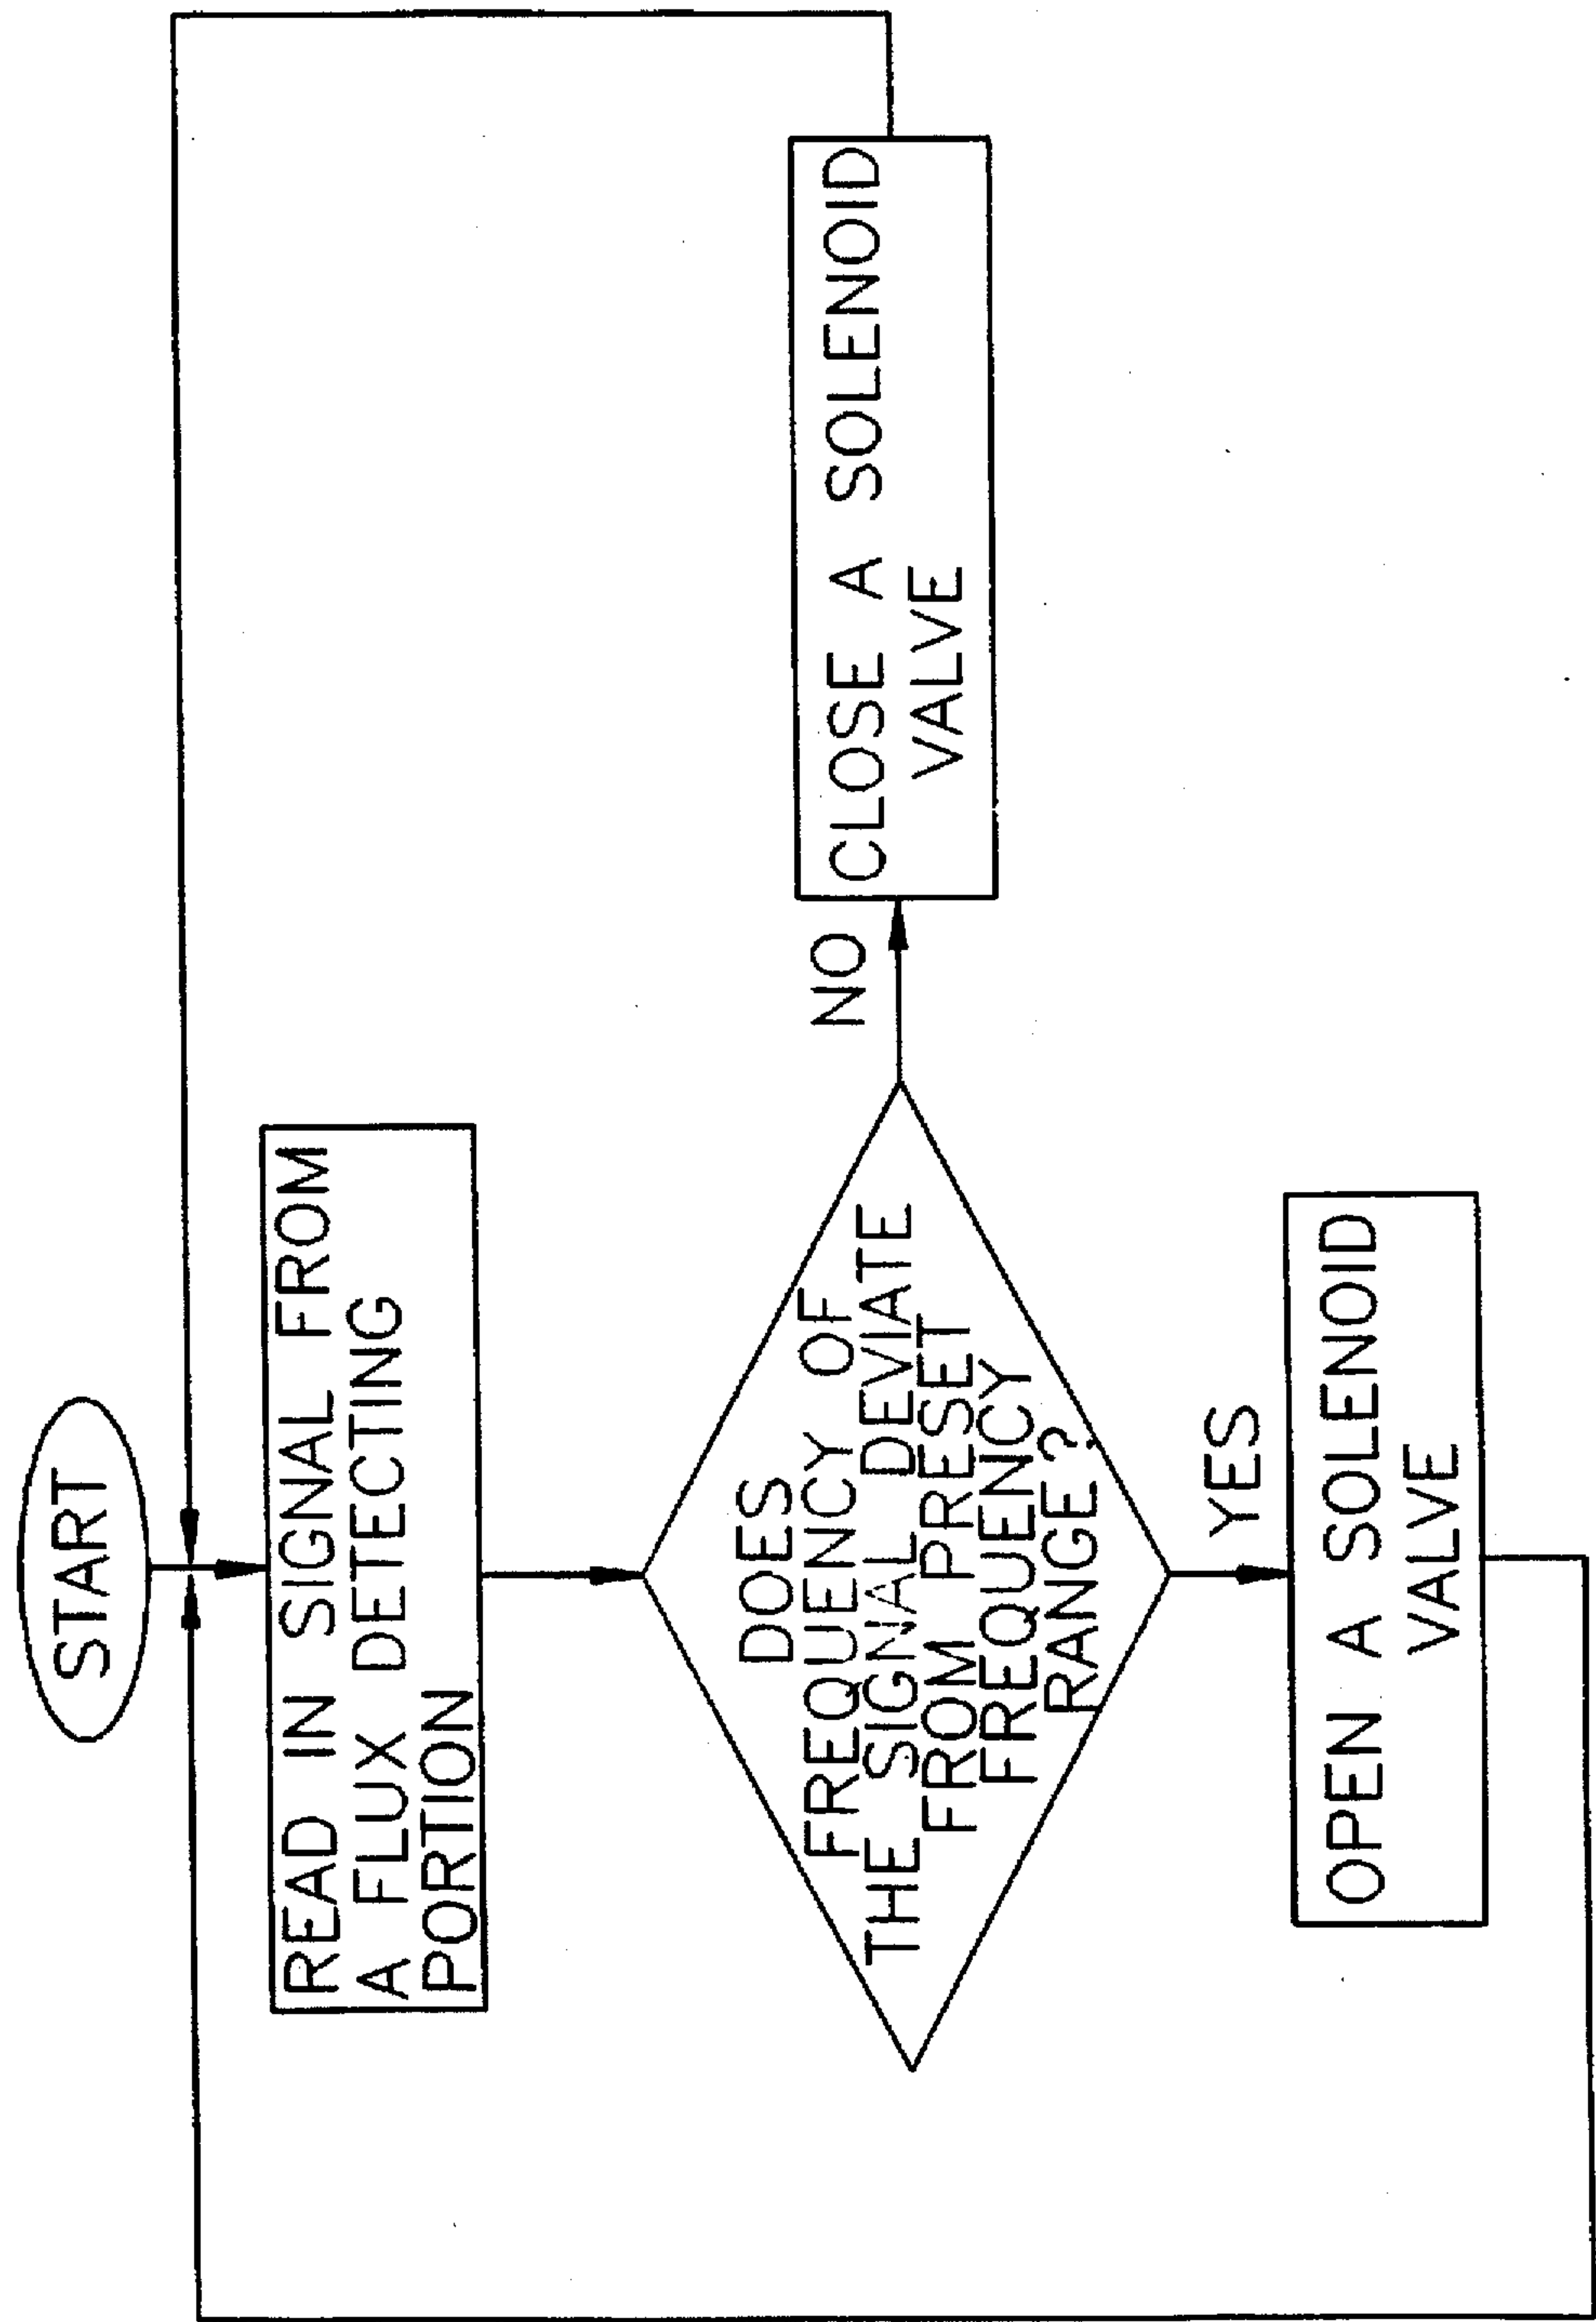 START
READ IN SIGNAL FROM
A FLUX DETECTING
PORTION
DOES
FREQUENCY OF
THE SIGNAL DEVIATE
FROM PRESET
FREQUENCY
RANGE?
NO
CLOSE A SOLENOID
VALVE
YES
OPEN A SOLENOID
VALVE